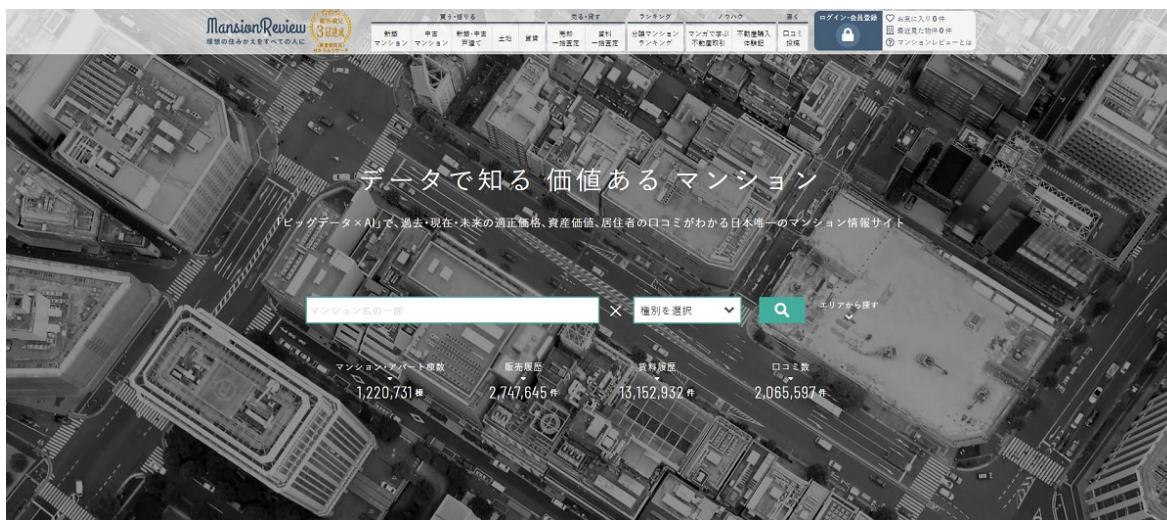 MansionReview
理想の住みかえをすべての人に
3冠達成
買う・借りる
売る・貸す
ランキング
ノウハウ
書く
新築
マンション
中古
マンション
新築・中古
戸建て
土地
賃貸
売却
一括査定
賃料
一括査定
分譲マンション
ランキング
マンガで学ぶ
不動産取引
不動産購入
体験記
口コミ
投稿
ログイン・会員登録
お気に入り0件
最近見た物件0件
マンションレビューとは
データで知る 価値ある マンション
「ビッグデータ×AI」で、過去・現在・未来の適正価格、資産価値、居住者の口コミがわかる日本唯一のマンション情報サイト
マンション名の一部
×
種別を選択
エリアから探す
マンション・アパート棟数
販売履歴
賃料履歴
口コミ数
1,220,731棟
2,747,645件
13,152,932件
2,065,597件